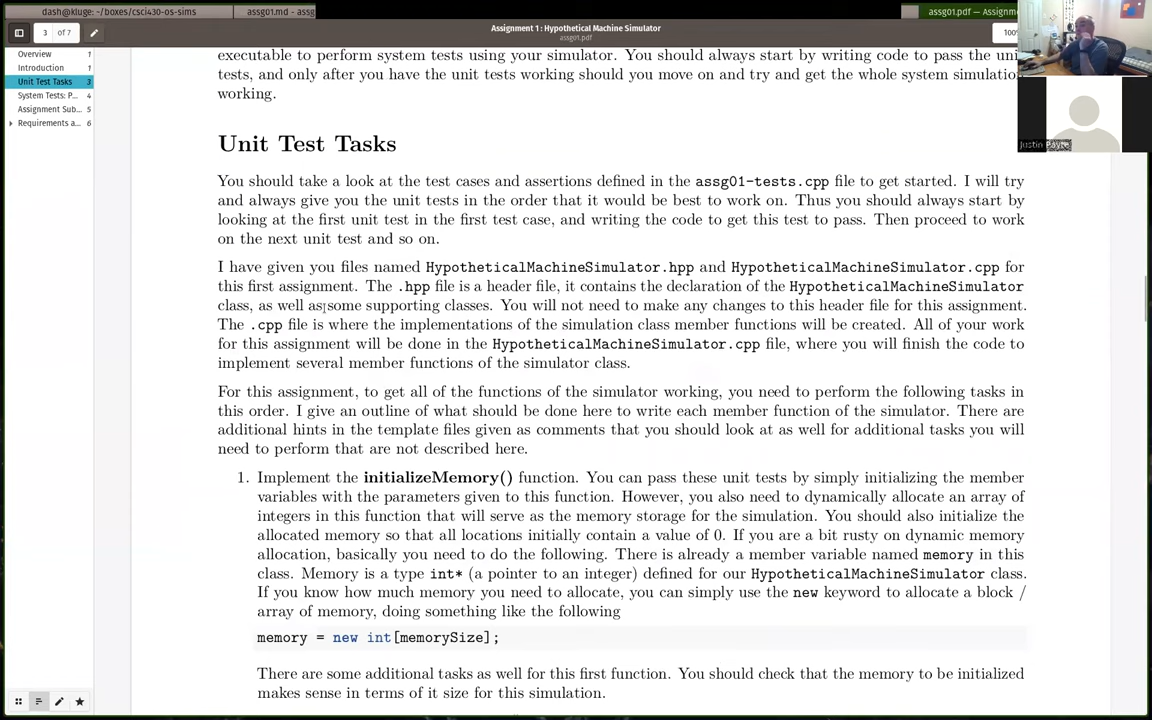 dash@kluge: ~/boxes/csci430-os-sims
assg01.md - assg
assg01.pdf — Assignm
3 of 7
Assignment 1 : Hypothetical Machine Simulator
assg01.pdf
100%
Overview 1
Introduction 1
Unit Test Tasks 3
System Tests: P... 4
Assignment Sub... 5
Requirements a... 6
executable to perform system tests using your simulator. You should always start by writing code to pass the unit
tests, and only after you have the unit tests working should you move on and try and get the whole system simulation
working.
Unit Test Tasks
You should take a look at the test cases and assertions defined in the assg01-tests.cpp file to get started. I will try
and always give you the unit tests in the order that it would be best to work on. Thus you should always start by
looking at the first unit test in the first test case, and writing the code to get this test to pass. Then proceed to work
on the next unit test and so on.
I have given you files named HypotheticalMachineSimulator.hpp and HypotheticalMachineSimulator.cpp for
this first assignment. The .hpp file is a header file, it contains the declaration of the HypotheticalMachineSimulator
class, as well as some supporting classes. You will not need to make any changes to this header file for this assignment.
The .cpp file is where the implementations of the simulation class member functions will be created. All of your work
for this assignment will be done in the HypotheticalMachineSimulator.cpp file, where you will finish the code to
implement several member functions of the simulator class.
For this assignment, to get all of the functions of the simulator working, you need to perform the following tasks in
this order. I give an outline of what should be done here to write each member function of the simulator. There are
additional hints in the template files given as comments that you should look at as well for additional tasks you will
need to perform that are not described here.
1. Implement the initializeMemory() function. You can pass these unit tests by simply initializing the member
variables with the parameters given to this function. However, you also need to dynamically allocate an array of
integers in this function that will serve as the memory storage for the simulation. You should also initialize the
allocated memory so that all locations initially contain a value of 0. If you are a bit rusty on dynamic memory
allocation, basically you need to do the following. There is already a member variable named memory in this
class. Memory is a type int* (a pointer to an integer) defined for our HypotheticalMachineSimulator class.
If you know how much memory you need to allocate, you can simply use the new keyword to allocate a block /
array of memory, doing something like the following
memory = new int[memorySize];
There are some additional tasks as well for this first function. You should check that the memory to be initialized
makes sense in terms of it size for this simulation.
Justin Payne